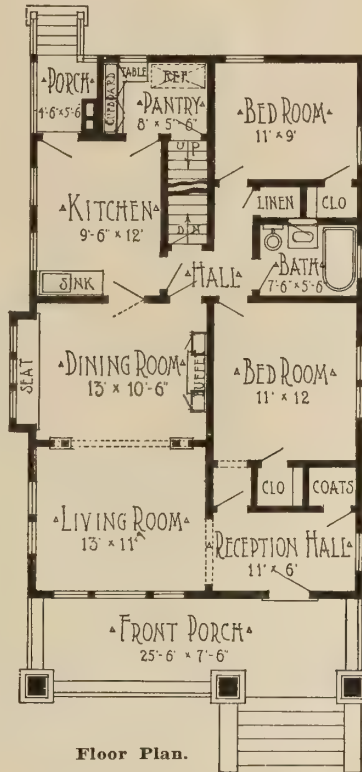 PORCH
4'-6" x 5'-6
CUPBOARD
TABLE
REF
PANTRY
8' x 5'-6"
BED ROOM
11' x 9'
UP
KITCHEN
9'-6" x 12'
LINEN
CLO
DN
SINK
HALL
BATH
7'-6" x 5'-6
SEAT
DINING ROOM
13' x 10'-6"
BUFFET
BED ROOM
11' x 12
LIVING ROOM
13' x 11'
CLO
COATS
RECEPTION HALL
11' x 6'
FRONT PORCH
25'-6' x 7'-6"
Floor Plan.